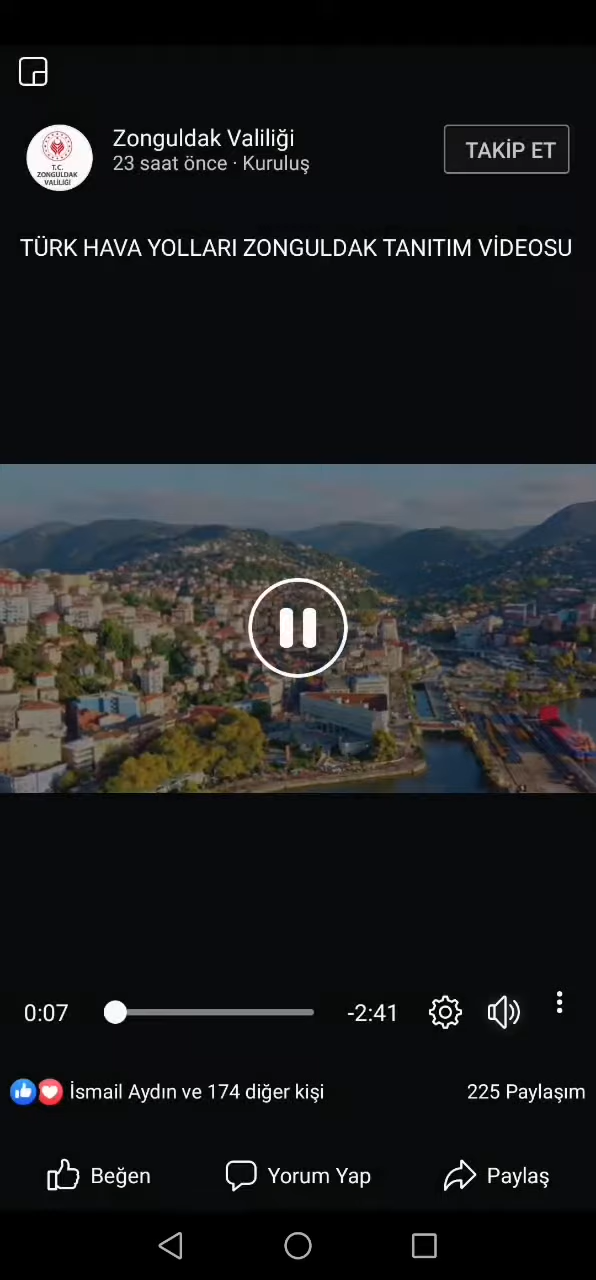 Zonguldak Valiliği
23 saat önce · Kuruluş
TAKİP ET
T.C.
ZONGULDAK
VALİLİĞİ
TÜRK HAVA YOLLARI ZONGULDAK TANITIM VİDEOSU
0:07
-2:41
İsmail Aydın ve 174 diğer kişi
225 Paylaşım
Beğen
Yorum Yap
Paylaş